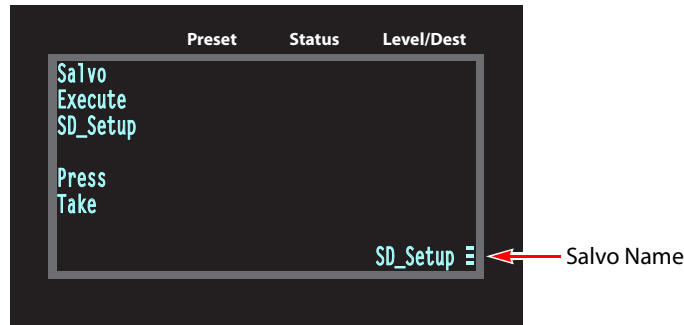 Preset Status Level/Dest
Salvo
Execute
SD_Setup
Press
Take
SD_Setup
Salvo Name